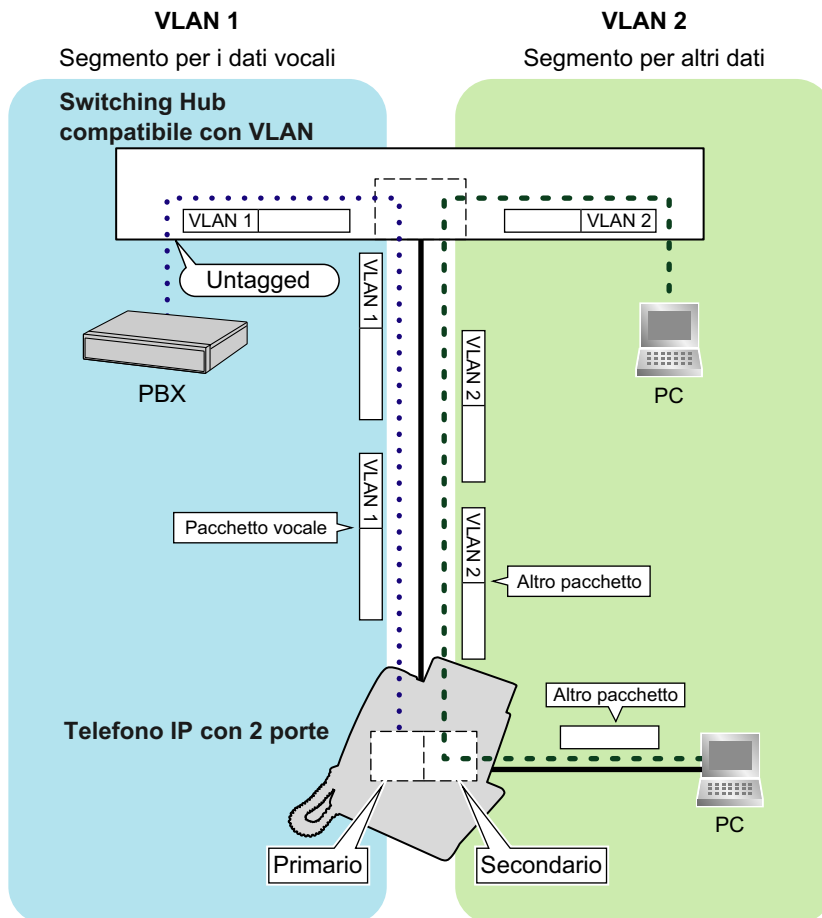 VLAN 1
Segmento per i dati vocali
VLAN 2
Segmento per altri dati
Switching Hub
compatibile con VLAN
VLAN 1
VLAN 2
Untagged
PBX
PC
VLAN 1
VLAN 2
VLAN 1
Pacchetto vocale
VLAN 2
Altro pacchetto
Telefono IP con 2 porte
Altro pacchetto
PC
Primario
Secondario